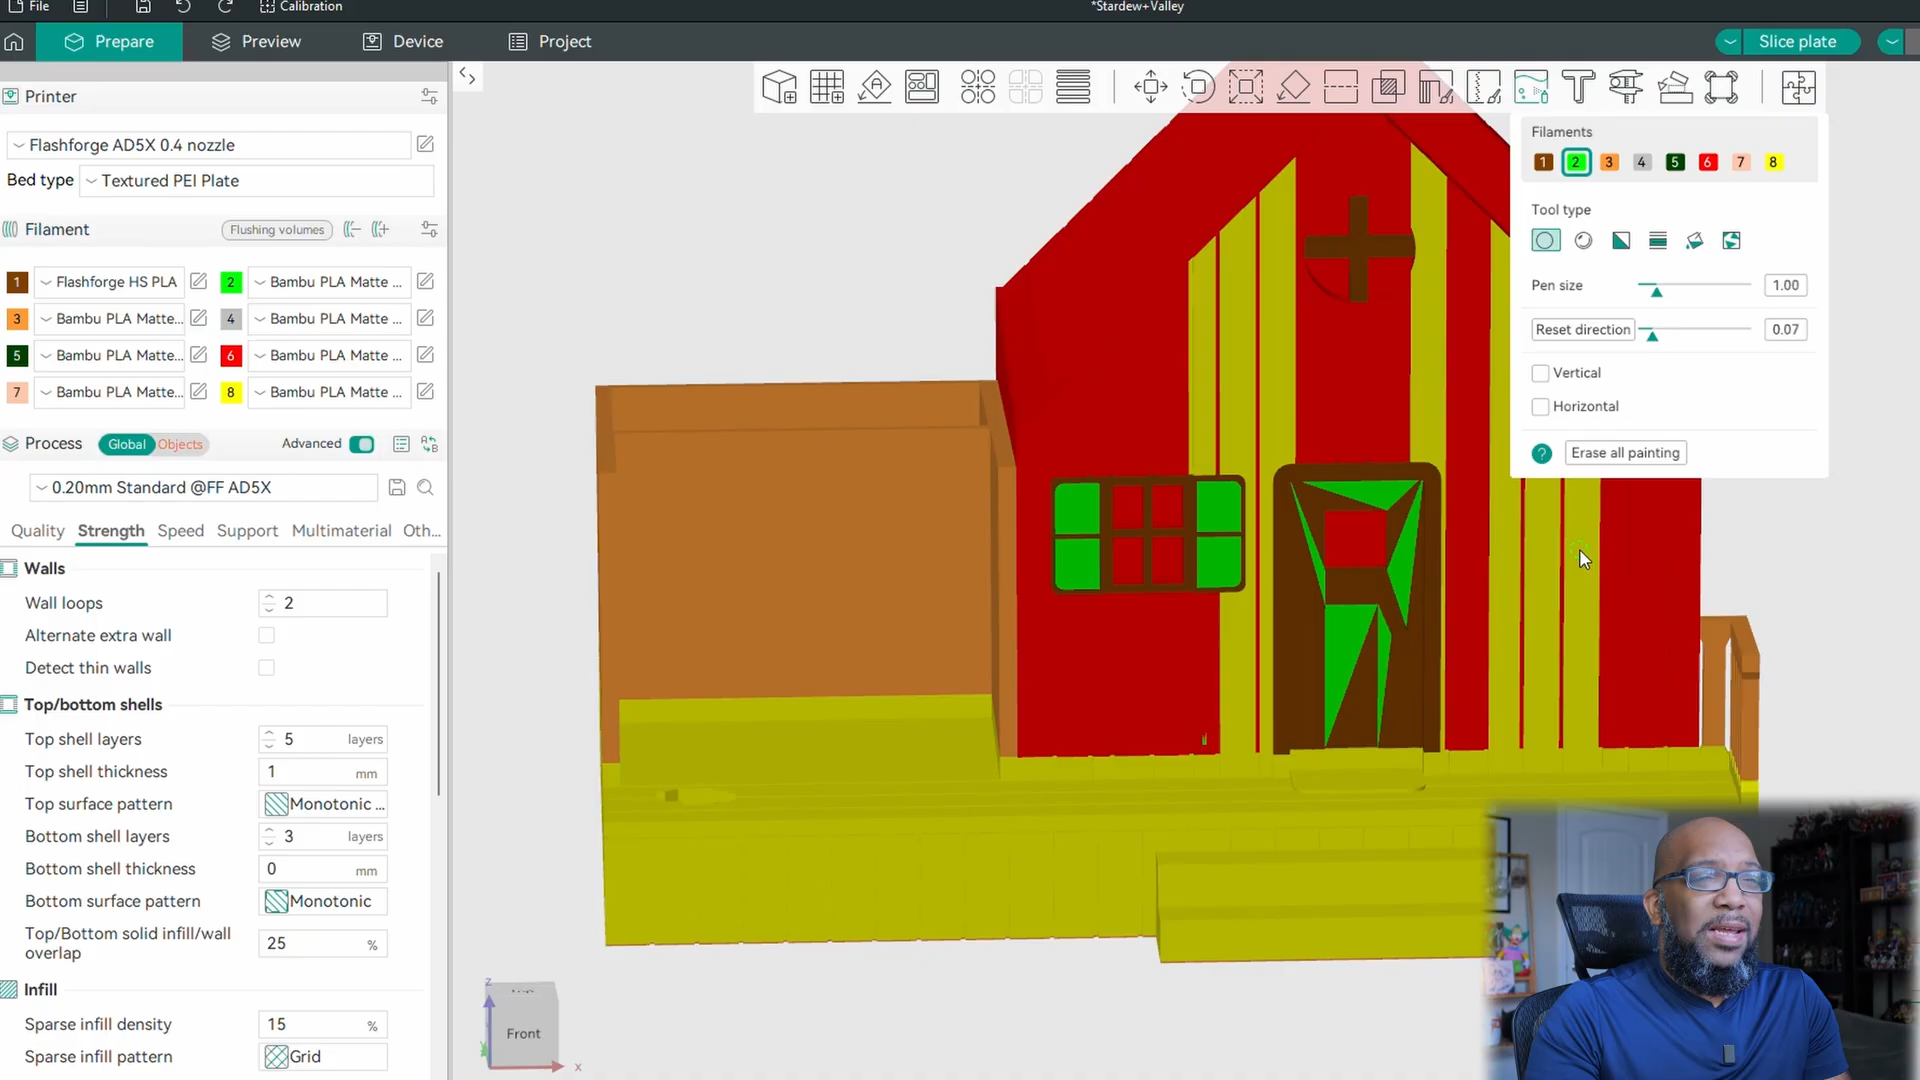 File
Calibration
*Stardew+Valley
Prepare
Preview
Device
Project
Slice plate
Printer
Flashforge AD5X 0.4 nozzle
Bed type
Textured PEI Plate
Filament
Flushing volumes
1 Flashforge HS PLA
2 Bambu PLA Matte ...
3 Bambu PLA Matte...
4 Bambu PLA Matte ...
5 Bambu PLA Matte...
6 Bambu PLA Matte ...
7 Bambu PLA Matte...
8 Bambu PLA Matte ...
Process
Global
Objects
Advanced
0.20mm Standard @FF AD5X
Quality
Strength
Speed
Support
Multimaterial
Oth...
Walls
Wall loops
2
Alternate extra wall
Detect thin walls
Top/bottom shells
Top shell layers
5 layers
Top shell thickness
1 mm
Top surface pattern
Monotonic ...
Bottom shell layers
3 layers
Bottom shell thickness
0 mm
Bottom surface pattern
Monotonic
Top/Bottom solid infill/wall
overlap
25 %
Infill
Sparse infill density
15 %
Sparse infill pattern
Grid
Filaments
1 2 3 4 5 6 7 8
Tool type
Pen size
1.00
Reset direction
0.07
Vertical
Horizontal
? Erase all painting
z
Front
x